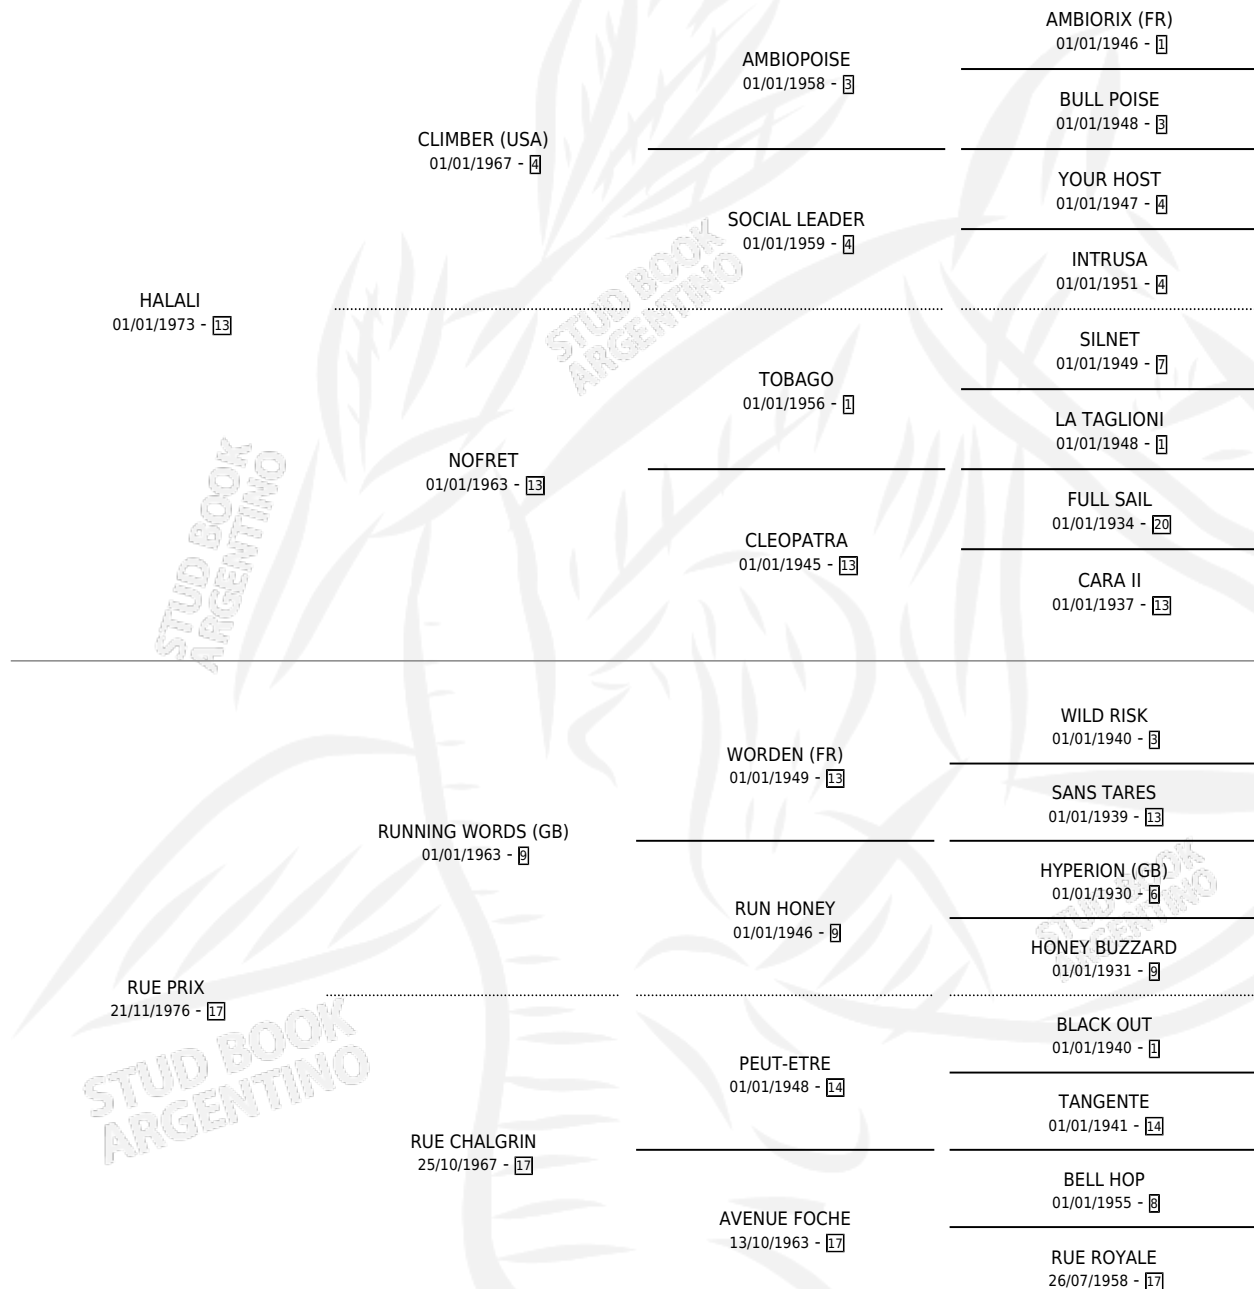 AMBIORIX (FR)
01/01/1946 - 1
AMBIOPOISE
01/01/1958 - 3
BULL POISE
01/01/1948 - 3
CLIMBER (USA)
01/01/1967 - 4
YOUR HOST
01/01/1947 - 4
SOCIAL LEADER
01/01/1959 - 4
INTRUSA
01/01/1951 - 4
HALALI
01/01/1973 - 13
SILNET
01/01/1949 - 7
TOBAGO
01/01/1956 - 1
LA TAGLIONI
01/01/1948 - 1
NOFRET
01/01/1963 - 13
FULL SAIL
01/01/1934 - 20
CLEOPATRA
01/01/1945 - 13
CARA II
01/01/1937 - 13
WILD RISK
01/01/1940 - 3
WORDEN (FR)
01/01/1949 - 13
SANS TARES
01/01/1939 - 13
RUNNING WORDS (GB)
01/01/1963 - 9
HYPERION (GB)
01/01/1930 - 6
RUN HONEY
01/01/1946 - 9
HONEY BUZZARD
01/01/1931 - 9
RUE PRIX
21/11/1976 - 17
BLACK OUT
01/01/1940 - 1
PEUT-ETRE
01/01/1948 - 14
TANGENTE
01/01/1941 - 14
RUE CHALGRIN
25/10/1967 - 17
BELL HOP
01/01/1955 - 8
AVENUE FOCHE
13/10/1963 - 17
RUE ROYALE
26/07/1958 - 17
STUD BOOK
ARGENTINO
STUD BOOK
ARGENTINO
STUD BOOK
ARGENTINO
STUD BOOK
ARGENTINO